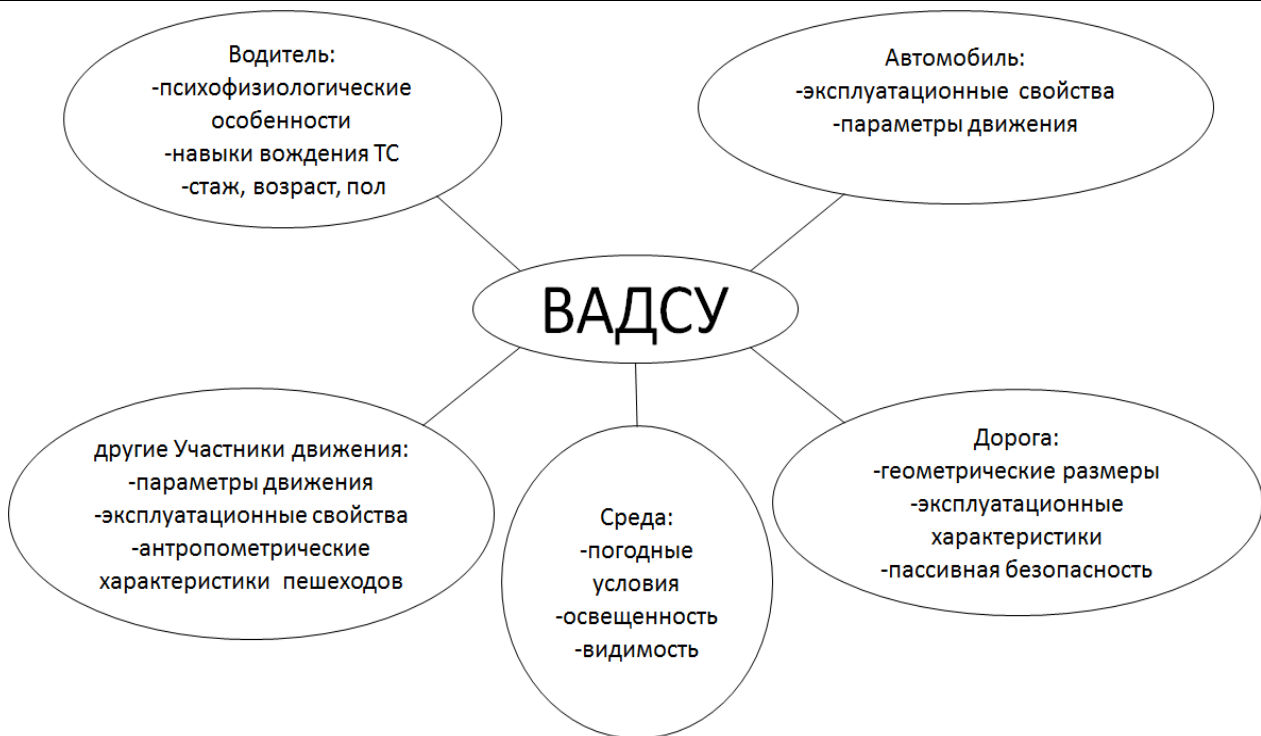 Водитель:
-психофизиологические
особенности
-навыки вождения ТС
-стаж, возраст, пол
Автомобиль:
-эксплуатационные свойства
-параметры движения
ВАДСУ
другие Участники движения:
-параметры движения
-эксплуатационные свойства
-антропометрические
характеристики пешеходов
Среда:
-погодные
условия
-освещенность
-видимость
Дорога:
-геометрические размеры
-эксплуатационные
характеристики
-пассивная безопасность